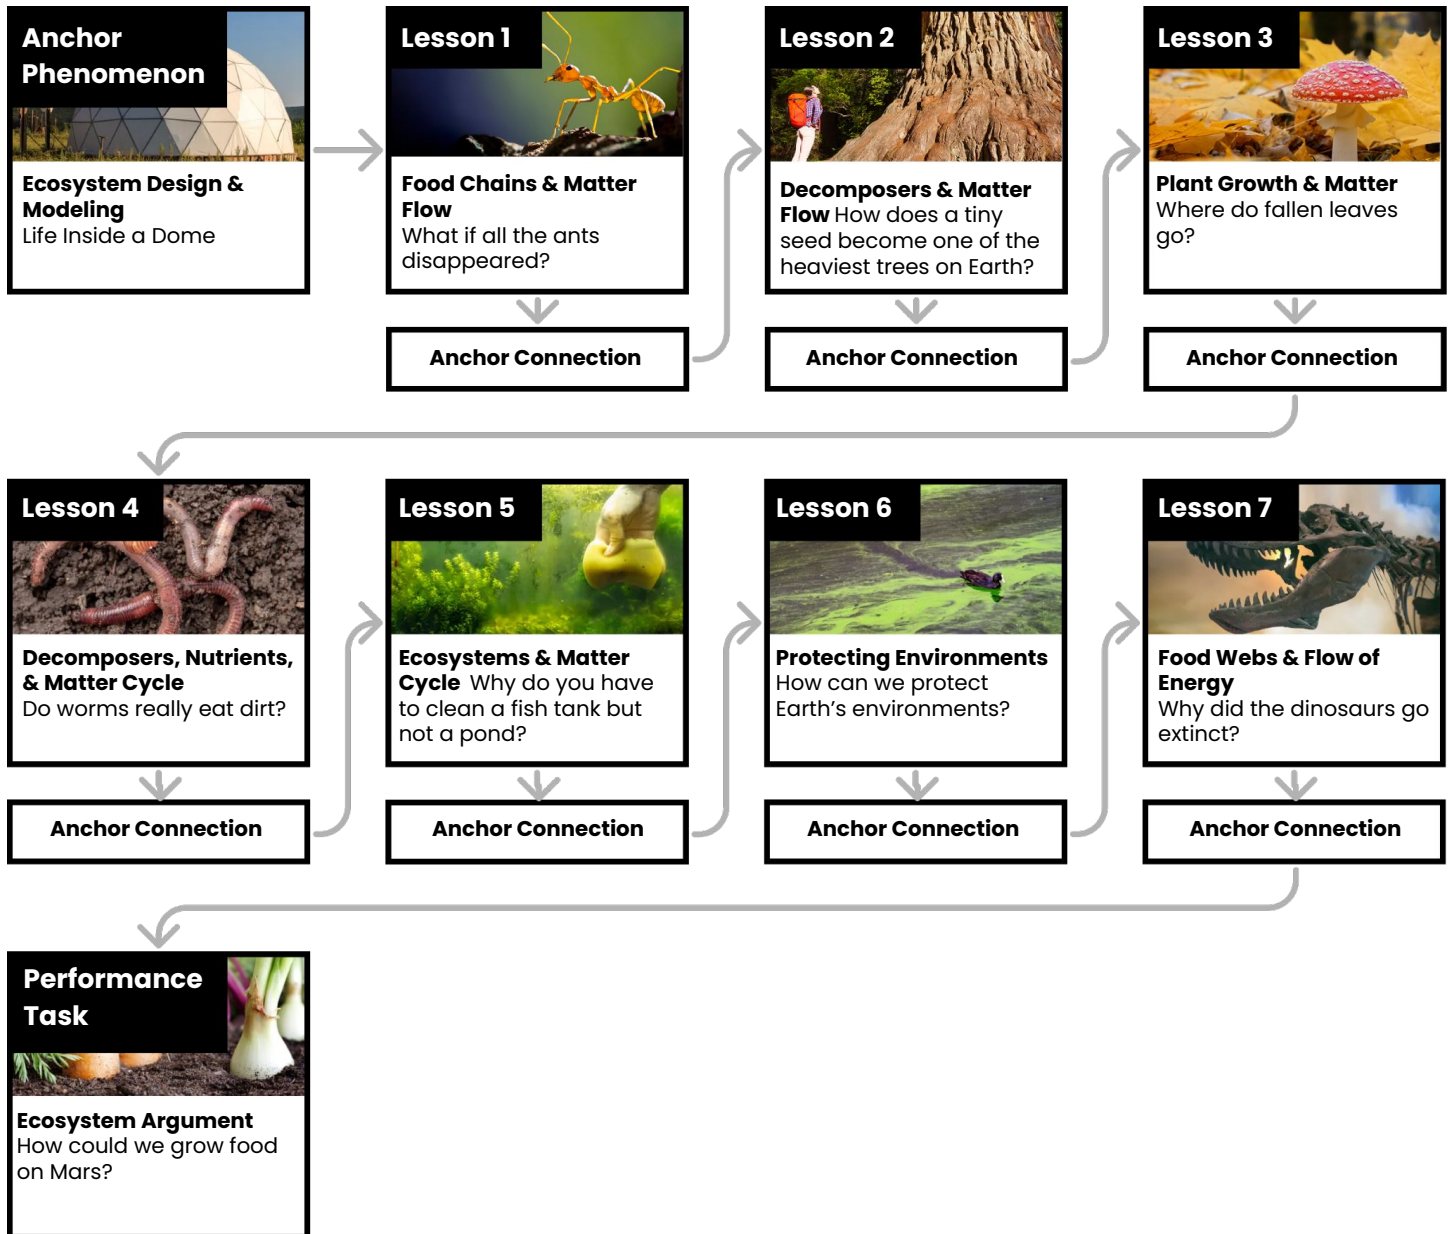 Anchor
Phenomenon
Ecosystem Design &
Modeling
Life Inside a Dome
Lesson 1
Food Chains & Matter
Flow
What if all the ants
disappeared?
Anchor Connection
Lesson 2
Decomposers & Matter
Flow How does a tiny
seed become one of the
heaviest trees on Earth?
Anchor Connection
Lesson 3
Plant Growth & Matter
Where do fallen leaves
go?
Anchor Connection
Lesson 4
Decomposers, Nutrients,
& Matter Cycle
Do worms really eat dirt?
Anchor Connection
Lesson 5
Ecosystems & Matter
Cycle Why do you have
to clean a fish tank but
not a pond?
Anchor Connection
Lesson 6
Protecting Environments
How can we protect
Earth’s environments?
Anchor Connection
Lesson 7
Food Webs & Flow of
Energy
Why did the dinosaurs go
extinct?
Anchor Connection
Performance
Task
Ecosystem Argument
How could we grow food
on Mars?